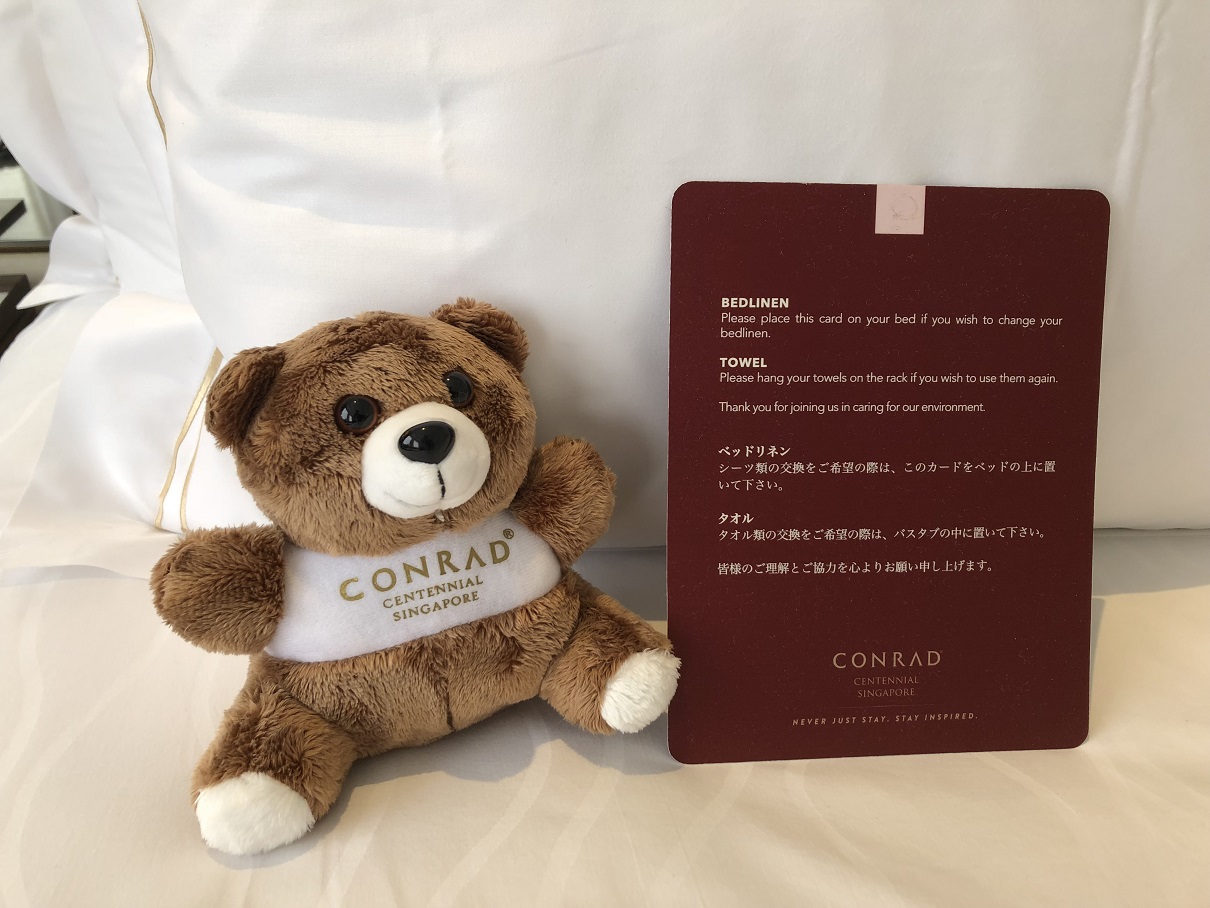 CONRAD®
CENTENNIAL
SINGAPORE
BEDLINEN
Please place this card on your bed if you wish to change your
bedlinen.
TOWEL
Please hang your towels on the rack if you wish to use them again.
Thank you for joining us in caring for our environment.
ベッドリネン
シーツ類の交換をご希望の際は、このカードをベッドの上に置
いて下さい。
タオル
タオル類の交換をご希望の際は、バスタブの中に置いて下さい。
皆様のご理解とご協力を心よりお願い申し上げます。
CONRAD
CENTENNIAL
SINGAPORE
NEVER JUST STAY. STAY INSPIRED.